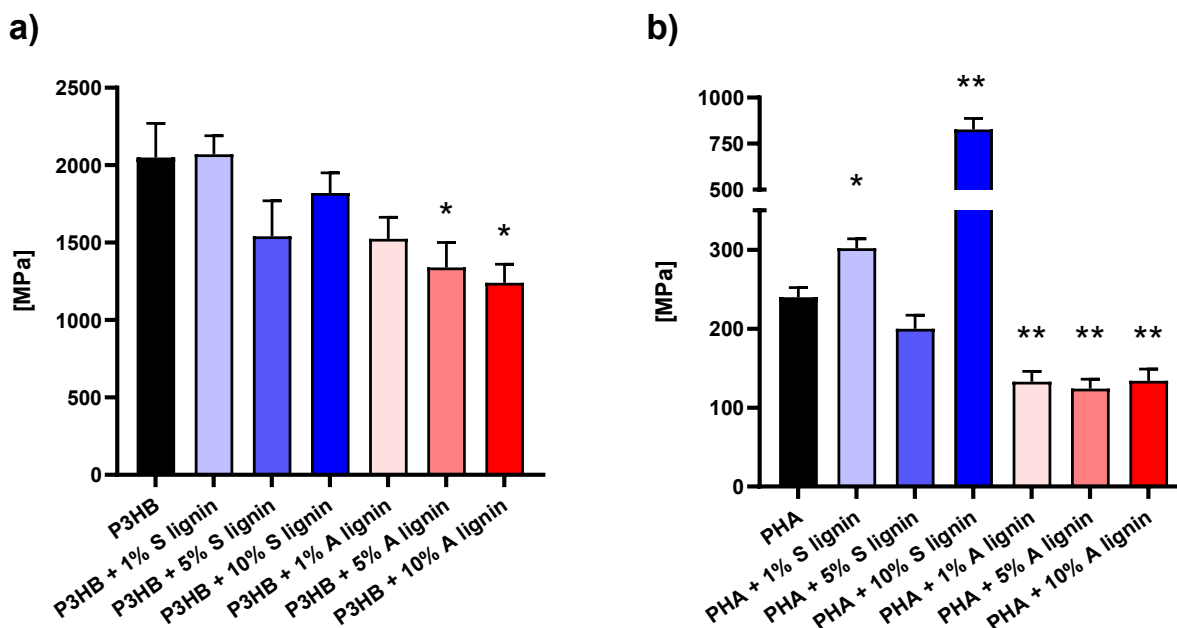 a)
[MPa]
2500
2000
1500
1000
500
0
*
*
P3HB
P3HB + 1% S lignin
P3HB + 5% S lignin
P3HB + 10% S lignin
P3HB + 1% A lignin
P3HB + 5% A lignin
P3HB + 10% A lignin
b)
[MPa]
1000
750
500
300
200
100
0
*
**
**
**
**
PHA
PHA + 1% S lignin
PHA + 5% S lignin
PHA + 10% S lignin
PHA + 1% A lignin
PHA + 5% A lignin
PHA + 10% A lignin